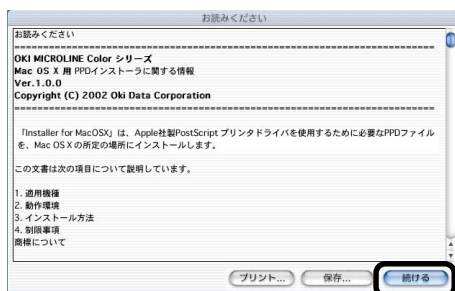 お読みください
お読みください
==================================================================
OKI MICROLINE Color シリーズ
Mac OS X 用 PPDインストーラに関する情報
Ver.1.0.0
Copyright (C) 2002 Oki Data Corporation
==================================================================
「Installer for MacOSX」は、Apple社製PostScript プリンタドライバを使用するために必要なPPDファイル
を、Mac OS X の所定の場所にインストールします。
この文書は次の項目について説明しています。
1. 適用機種
2. 動作環境
3. インストール方法
4. 制限事項
商標について
プリント... 保存... 続ける